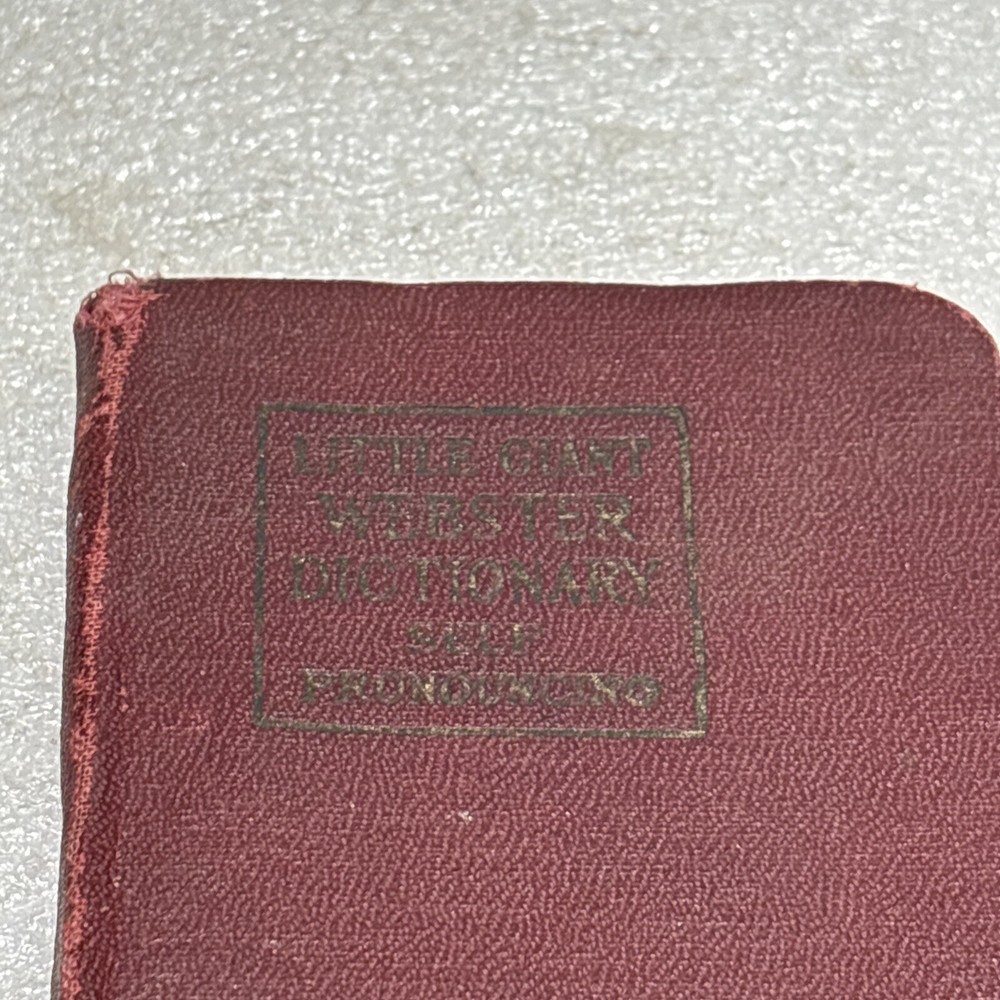 LITTLE GIANT
WEBSTER
DICTIONARY
SELF
PRONOUNCING